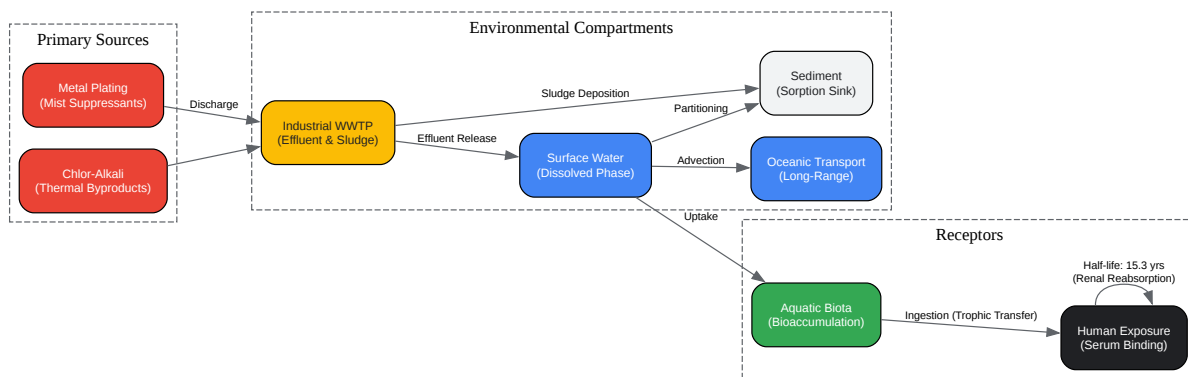 Primary Sources
Metal Plating
(Mist Suppressants)
Chlor-Alkali
(Thermal Byproducts)
Discharge
Environmental Compartments
Industrial WWTP
(Effluent & Sludge)
Sludge Deposition
Effluent Release
Surface Water
(Dissolved Phase)
Partitioning
Advection
Sediment
(Sorption Sink)
Oceanic Transport
(Long-Range)
Uptake
Receptors
Aquatic Biota
(Bioaccumulation)
Ingestion (Trophic Transfer)
Half-life: 15.3 yrs
(Renal Reabsorption)
Human Exposure
(Serum Binding)